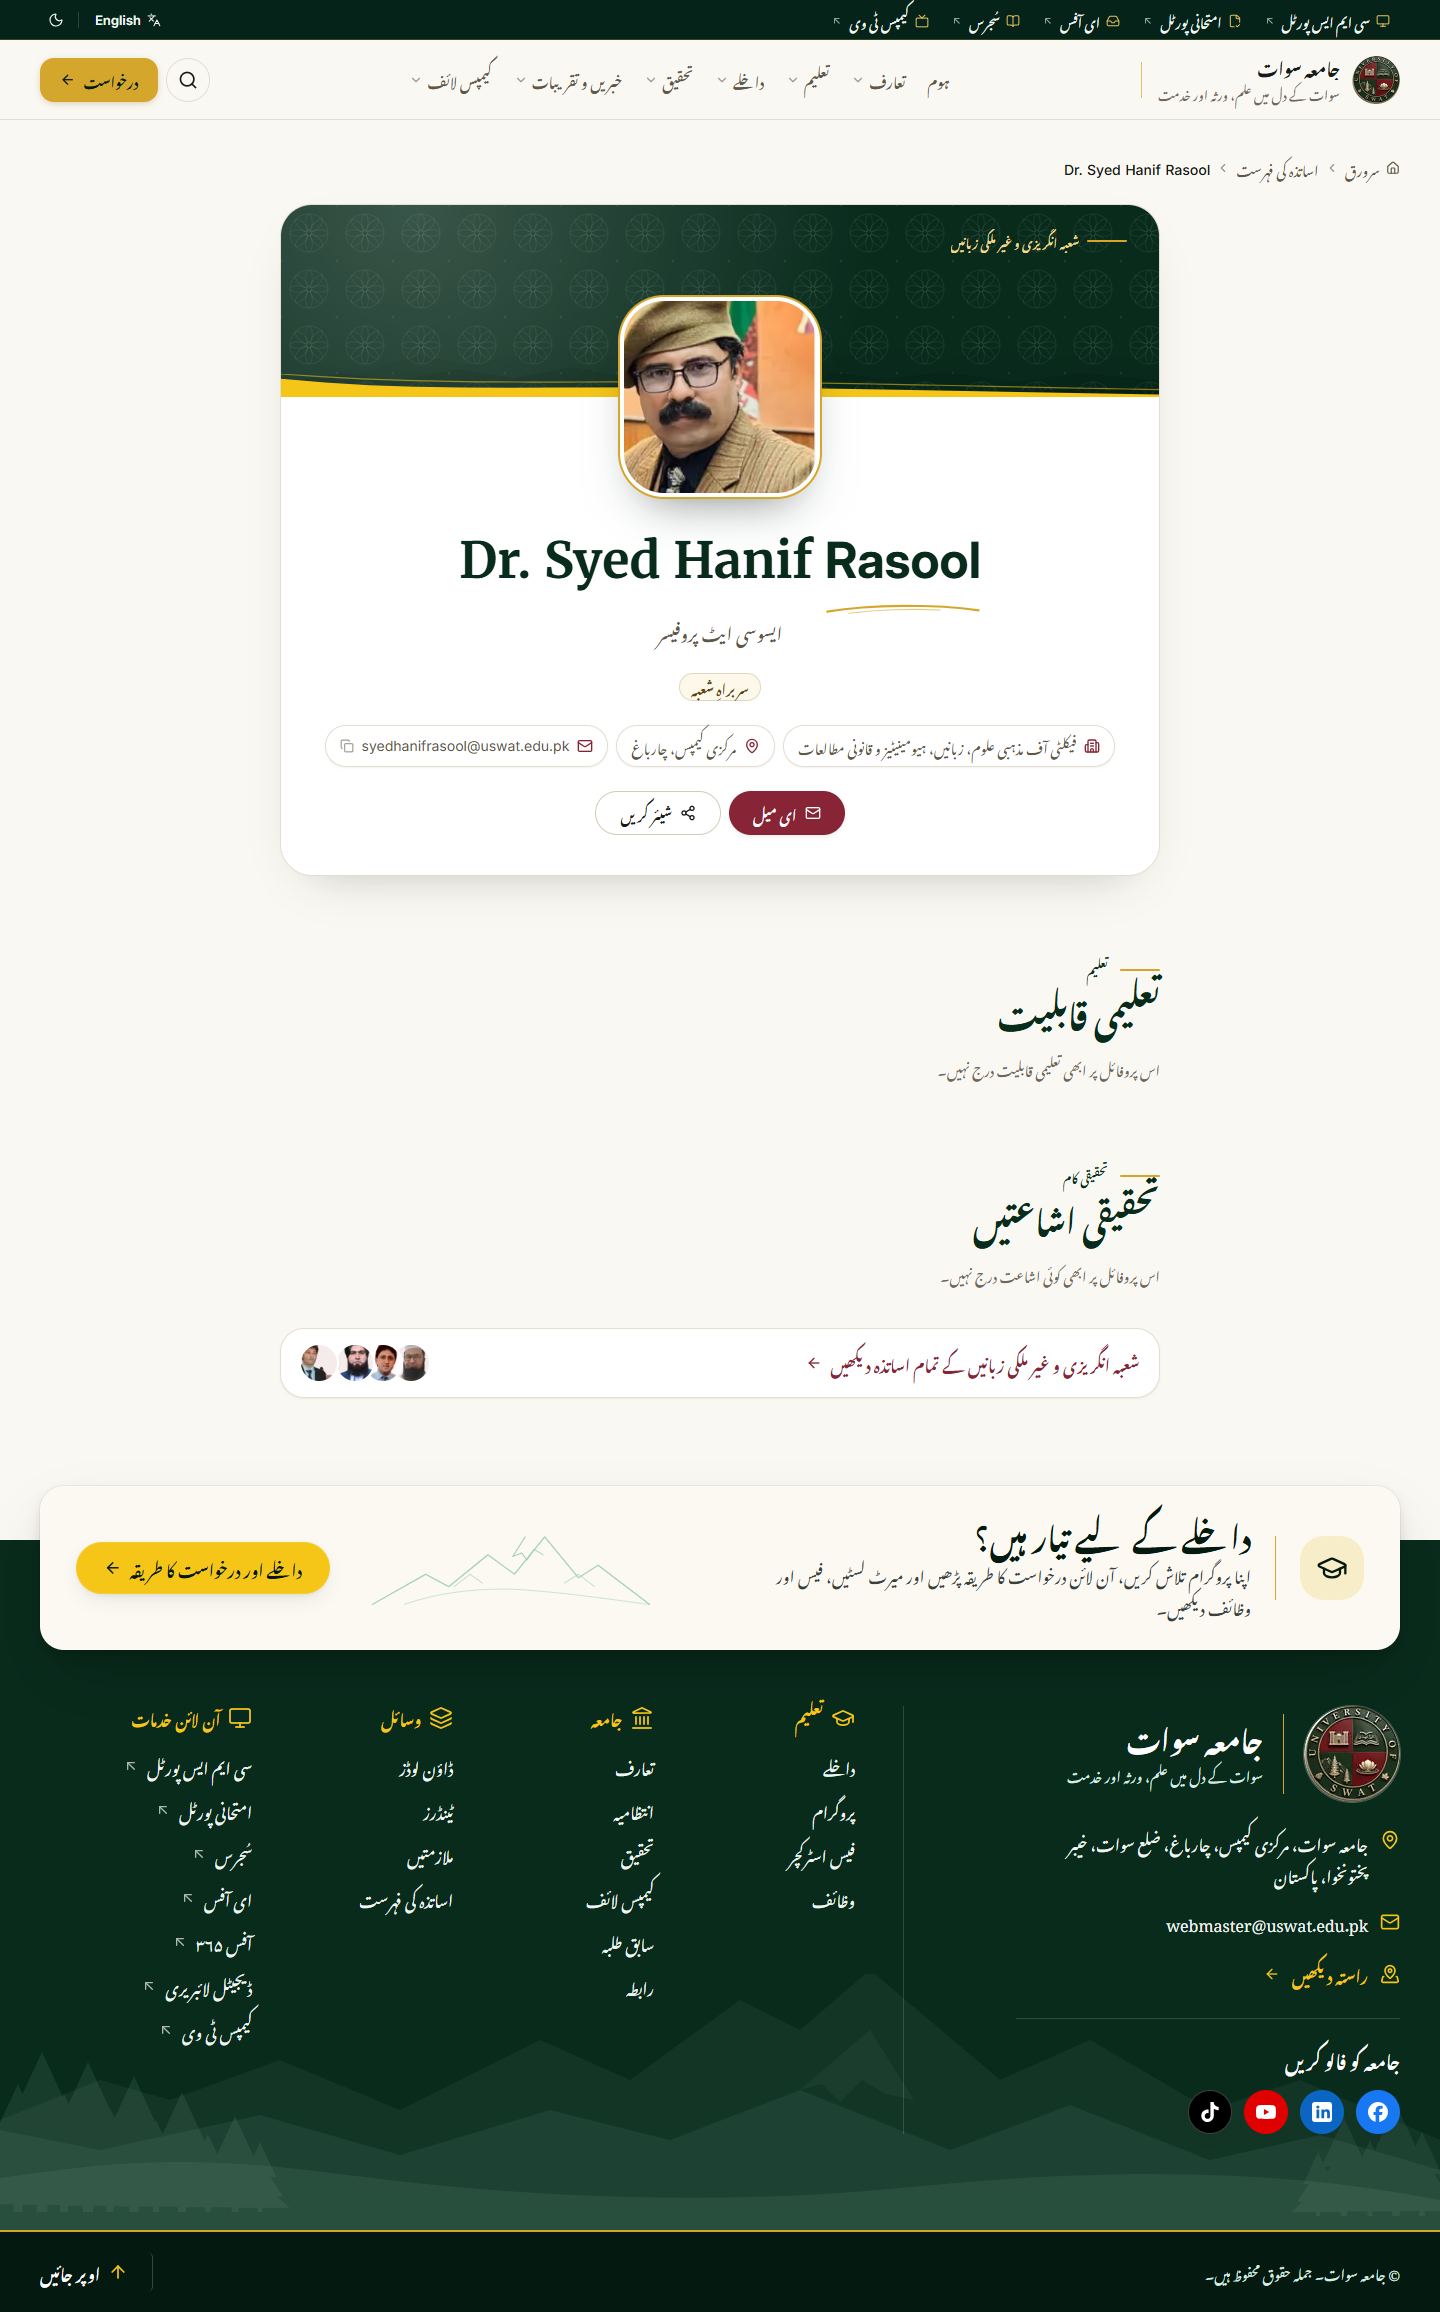 سی ایم ایس پورٹل
امتحانی پورٹل
ای آفس
سُجرس
کیمپس ٹی وی
English
جامعہ سوات
سوات کے دل میں علم، ورثہ اور خدمت
ہوم
تعارف
تعلیم
داخلے
تحقیق
خبریں و تقریبات
کیمپس لائف
درخواست
سرورق
اساتذہ کی فہرست
Dr. Syed Hanif Rasool
شعبہ انگریزی و غیر ملکی زبانیں
Dr. Syed Hanif Rasool
ایسوسی ایٹ پروفیسر
سربراہِ شعبہ
فیکلٹی آف مذہبی علوم، زبانیں، ہیومینیٹیز و قانونی مطالعات
مرکزی کیمپس، چارباغ
syedhanifrasool@uswat.edu.pk
ای میل
شیئر کریں
تعلیم
تعلیمی قابلیت
اس پروفائل پر ابھی تعلیمی قابلیت درج نہیں۔
تحقیقی کام
تحقیقی اشاعتیں
اس پروفائل پر ابھی کوئی اشاعت درج نہیں۔
شعبہ انگریزی و غیر ملکی زبانیں کے تمام اساتذہ دیکھیں
داخلے کے لیے تیار ہیں؟
اپنا پروگرام تلاش کریں، آن لائن درخواست کا طریقہ پڑھیں اور میرٹ لسٹیں، فیس اور
وظائف دیکھیں۔
داخلے اور درخواست کا طریقہ
UNIVERSITY OF SWAT
جامعہ سوات
سوات کے دل میں علم، ورثہ اور خدمت
جامعہ سوات، مرکزی کیمپس، چارباغ، ضلع سوات، خیبر
پختونخوا، پاکستان
webmaster@uswat.edu.pk
راستہ دیکھیں
جامعہ کو فالو کریں
تعلیم
داخلے
پروگرام
فیس اسٹرکچر
وظائف
جامعہ
تعارف
انتظامیہ
تحقیق
کیمپس لائف
سابق طلبہ
رابطہ
وسائل
ڈاؤن لوڈز
ٹینڈرز
ملازمتیں
اساتذہ کی فہرست
آن لائن خدمات
سی ایم ایس پورٹل
امتحانی پورٹل
سُجرس
ای آفس
آفس ۳۶۵
ڈیجیٹل لائبریری
کیمپس ٹی وی
© جامعہ سوات۔ جملہ حقوق محفوظ ہیں۔
اوپر جائیں